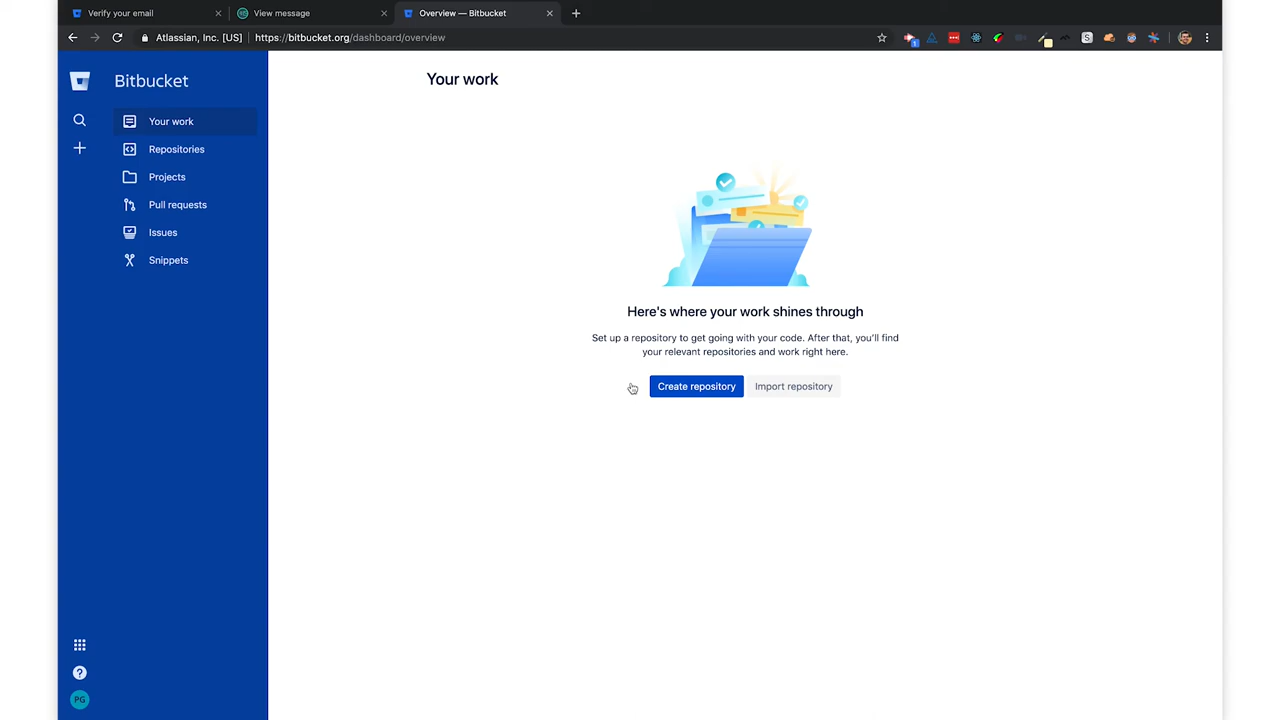 Verify your email
View message
Overview — Bitbucket
Atlassian, Inc. [US]
https://bitbucket.org/dashboard/overview
1
S
Bitbucket
Your work
Repositories
Projects
Pull requests
Issues
Snippets
PG
Your work
Here's where your work shines through
Set up a repository to get going with your code. After that, you'll find
your relevant repositories and work right here.
Create repository
Import repository